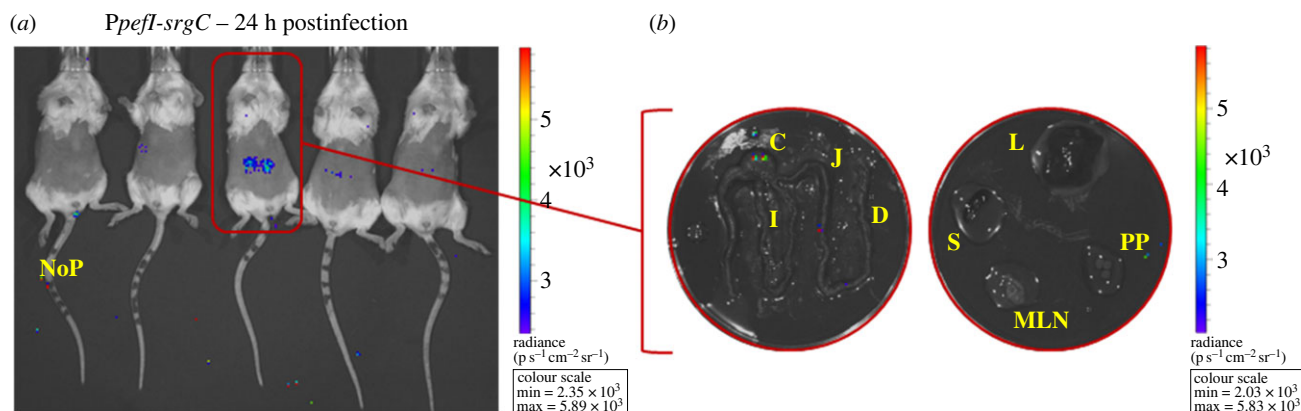 (a) PpefI-srgC – 24 h postinfection
NoP
5
×10³
4
3
radiance
(p s⁻¹ cm⁻² sr⁻¹)
colour scale
min = 2.35 × 10³
max = 5.89 × 10³
(b)
C
J
I
D
L
S
PP
MLN
5
×10³
4
3
radiance
(p s⁻¹ cm⁻² sr⁻¹)
colour scale
min = 2.03 × 10³
max = 5.83 × 10³